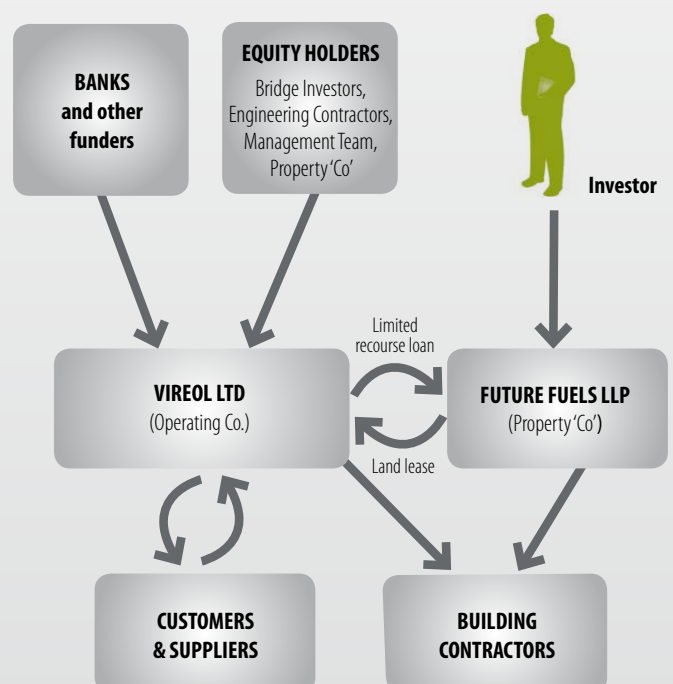 BANKS
and other
funders
EQUITY HOLDERS
Bridge Investors,
Engineering Contractors,
Management Team,
Property 'Co'
Investor
VIREOL LTD
(Operating Co.)
Limited
recourse loan
Land lease
FUTURE FUELS LLP
(Property 'Co')
CUSTOMERS
& SUPPLIERS
BUILDING
CONTRACTORS